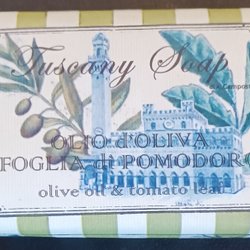 Tuscany Soap
OLIO d'OLIVA
FOGLIA di POMODORO
olive oil & tomato leaf